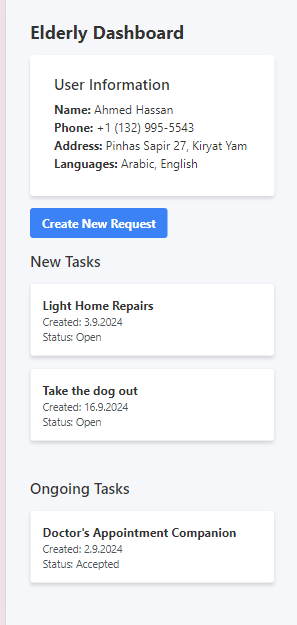 Elderly Dashboard
User Information
Name: Ahmed Hassan
Phone: +1 (132) 995-5543
Address: Pinhas Sapir 27, Kiryat Yam
Languages: Arabic, English
Create New Request
New Tasks
Light Home Repairs
Created: 3.9.2024
Status: Open
Take the dog out
Created: 16.9.2024
Status: Open
Ongoing Tasks
Doctor's Appointment Companion
Created: 2.9.2024
Status: Accepted